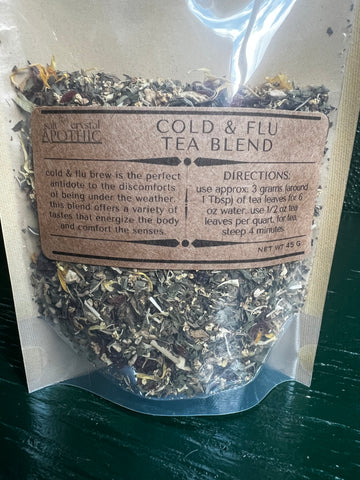 salt crystal
APOTHIC
COLD & FLU
TEA BLEND
cold & flu brew is the perfect
antidote to the discomforts
of being under the weather.
this blend offers a variety of
tastes that energize the body
and comfort the senses.
DIRECTIONS:
use approx. 3 grams (around
1 Tbsp) of tea leaves for 6
oz water. use 1/2 oz tea
leaves per quart. for tea,
steep 4 minutes.
NET WT 45 G